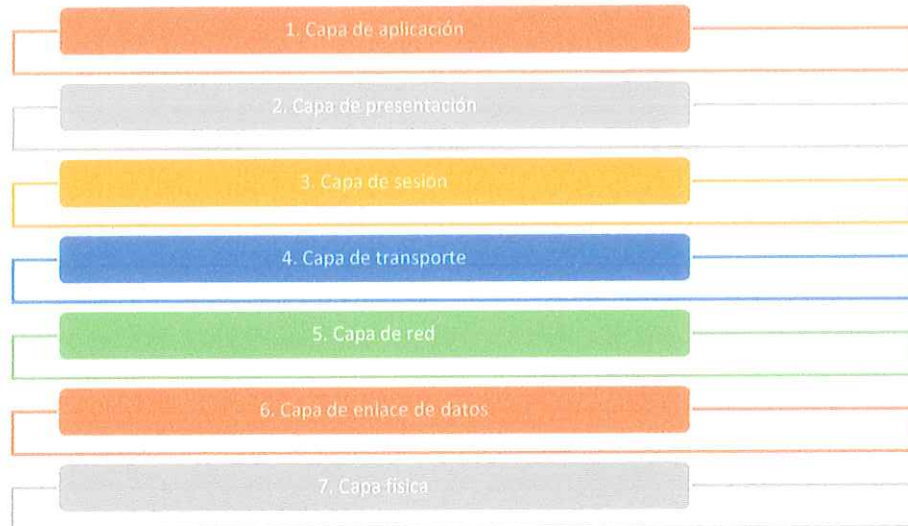 1. Capa de aplicación
2. Capa de presentación
3. Capa de sesión
4. Capa de transporte
5. Capa de red
6. Capa de enlace de datos
7. Capa física